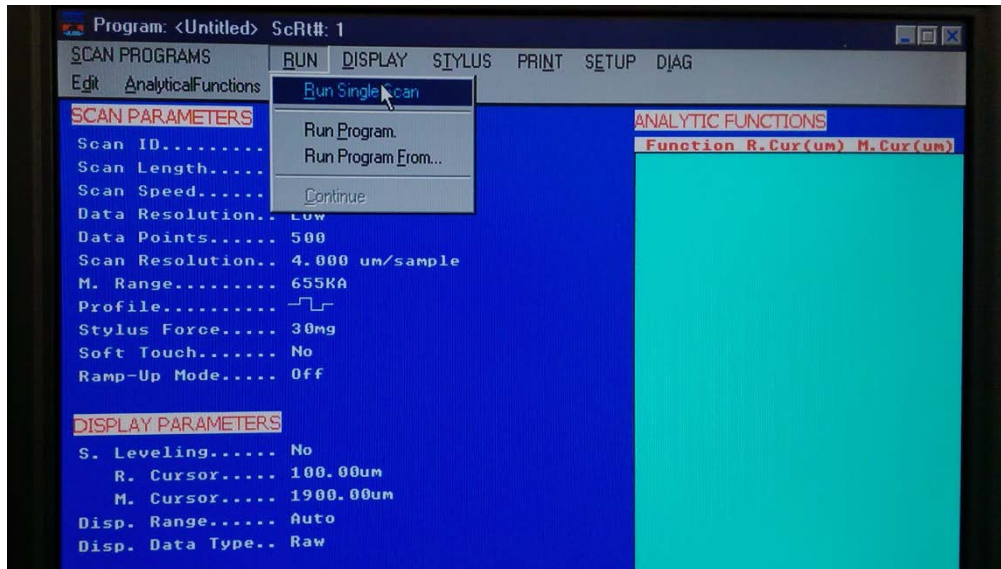 Program: <Untitled> ScRt#: 1
SCAN PROGRAMS RUN DISPLAY STYLUS PRINT SETUP DIAG
Edit AnalyticalFunctions
Run Single Scan
Run Program.
Run Program From...
Continue
SCAN PARAMETERS
Scan ID.........
Scan Length.....
Scan Speed......
Data Resolution.. Low
Data Points...... 500
Scan Resolution.. 4.000 um/sample
M. Range......... 655KA
Profile..........
Stylus Force..... 30mg
Soft Touch....... No
Ramp-Up Mode..... Off
DISPLAY PARAMETERS
S. Leveling...... No
R. Cursor..... 100.00um
M. Cursor..... 1900.00um
Disp. Range...... Auto
Disp. Data Type.. Raw
ANALYTIC FUNCTIONS
Function R.Cur(um) M.Cur(um)